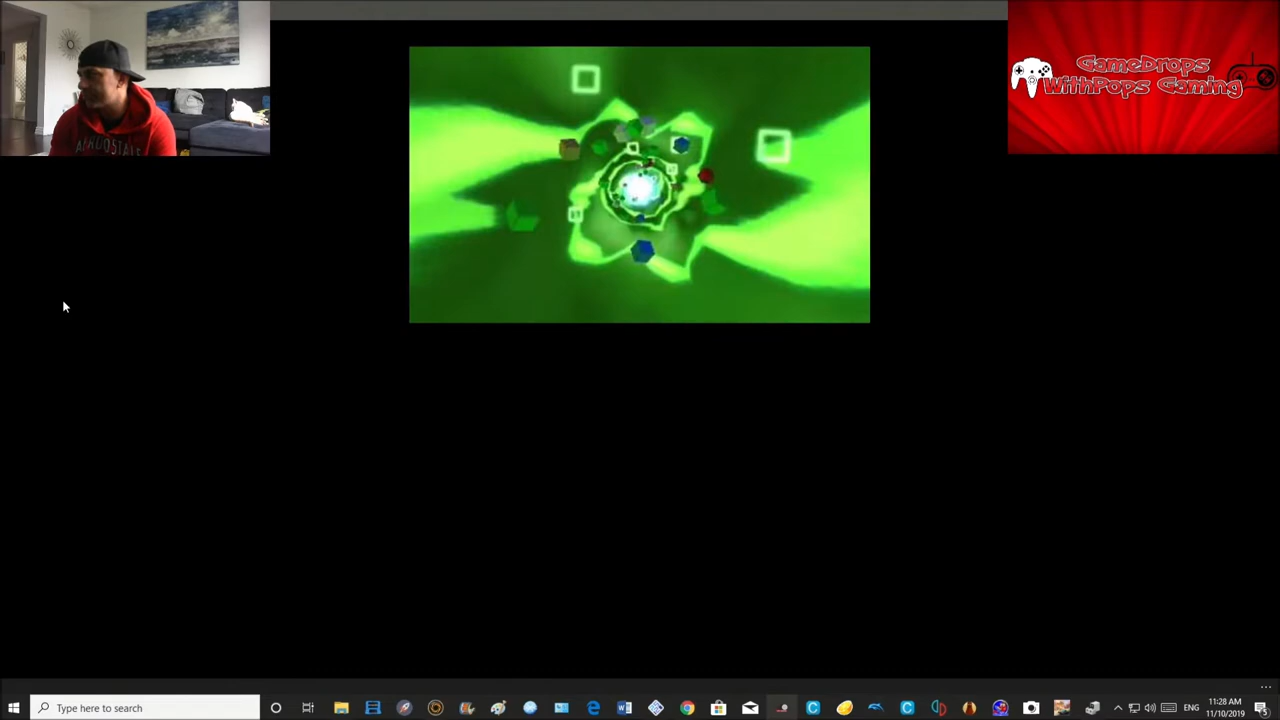 GameDrops
WithPops Gaming
Type here to search
ENG
11:28 AM
11/10/2019